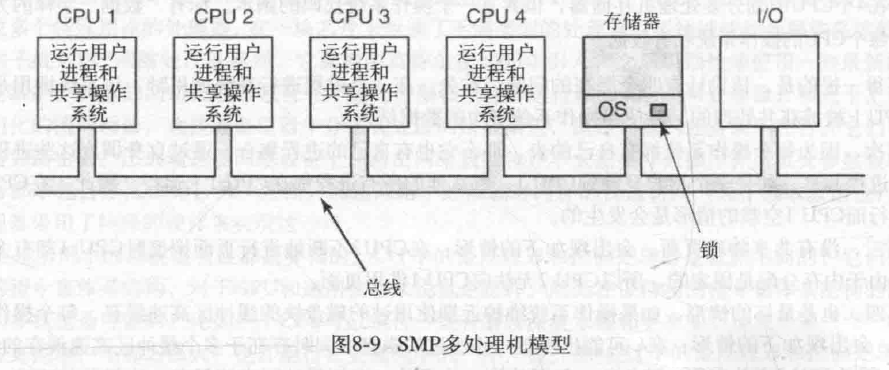 CPU 1
CPU 2
CPU 3
CPU 4
存储器
I/O
运行用户
进程和
共享操作
系统
运行用户
进程和
共享操作
系统
运行用户
进程和
共享操作
系统
运行用户
进程和
共享操作
系统
OS
锁
总线
图8-9 SMP多处理机模型